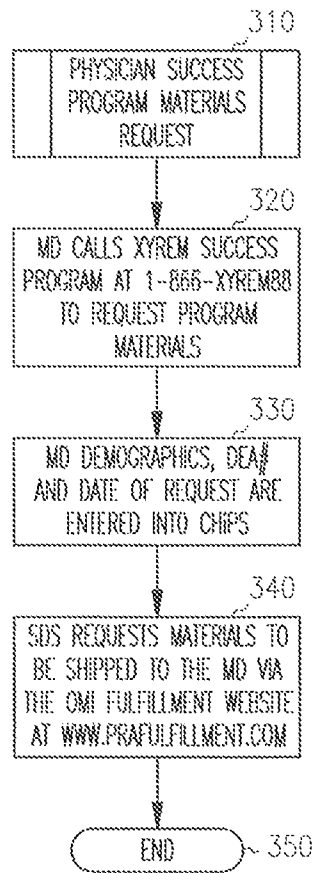 310
PHYSICIAN SUCCESS
PROGRAM MATERIALS
REQUEST
320
MD CALLS XYREM SUCCESS
PROGRAM AT 1-866-XYREM88
TO REQUEST PROGRAM
MATERIALS
330
MD DEMOGRAPHICS, DEA#
AND DATE OF REQUEST ARE
ENTERED INTO CHIPS
340
SDS REQUESTS MATERIALS TO
BE SHIPPED TO THE MD VIA
THE OMI FULFILLMENT WEBSITE
AT WWW.PRAFULFILLMENT.COM
END
350